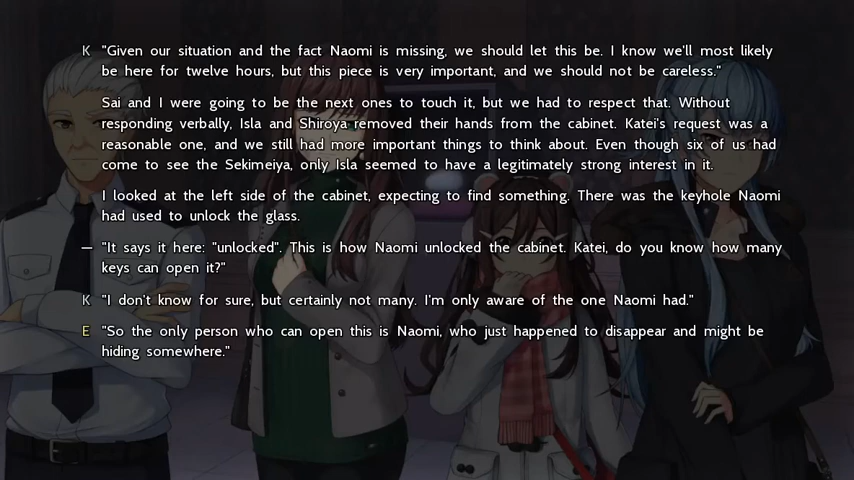 K "Given our situation and the fact Naomi is missing, we should let this be. I know we'll most likely
be here for twelve hours, but this piece is very important, and we should not be careless."
Sai and I were going to be the next ones to touch it, but we had to respect that. Without
responding verbally, Isla and Shiroya removed their hands from the cabinet. Katei's request was a
reasonable one, and we still had more important things to think about. Even though six of us had
come to see the Sekimeiya, only Isla seemed to have a legitimately strong interest in it.
I looked at the left side of the cabinet, expecting to find something. There was the keyhole Naomi
had used to unlock the glass.
— "It says it here: "unlocked". This is how Naomi unlocked the cabinet. Katei, do you know how many
keys can open it?"
K "I don't know for sure, but certainly not many. I'm only aware of the one Naomi had."
E "So the only person who can open this is Naomi, who just happened to disappear and might be
hiding somewhere."